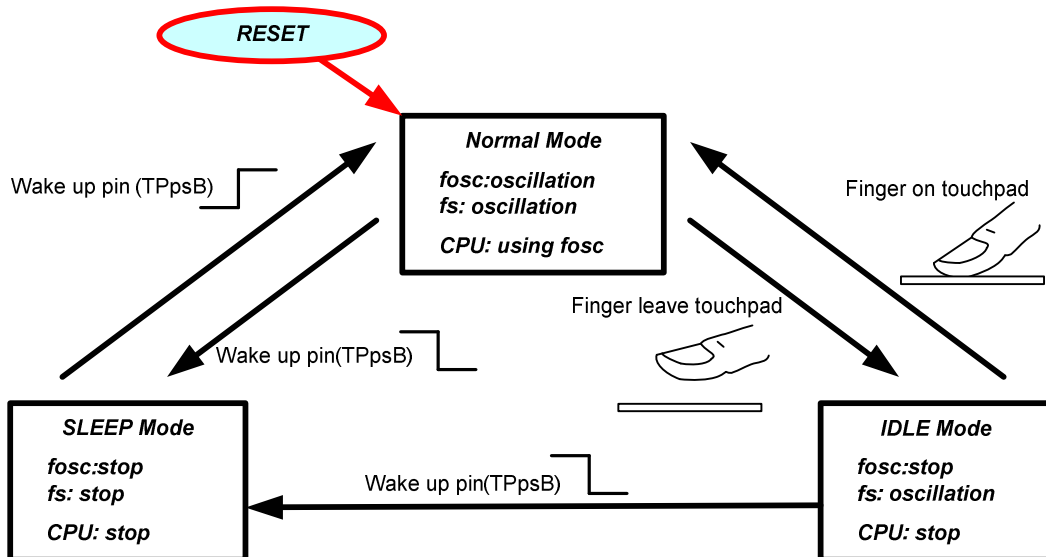 RESET
Normal Mode
fosc:oscillation
fs: oscillation
CPU: using fosc
Wake up pin (TPpsB)
Finger on touchpad
Finger leave touchpad
Wake up pin(TPpsB)
SLEEP Mode
fosc:stop
fs: stop
CPU: stop
Wake up pin(TPpsB)
IDLE Mode
fosc:stop
fs: oscillation
CPU: stop